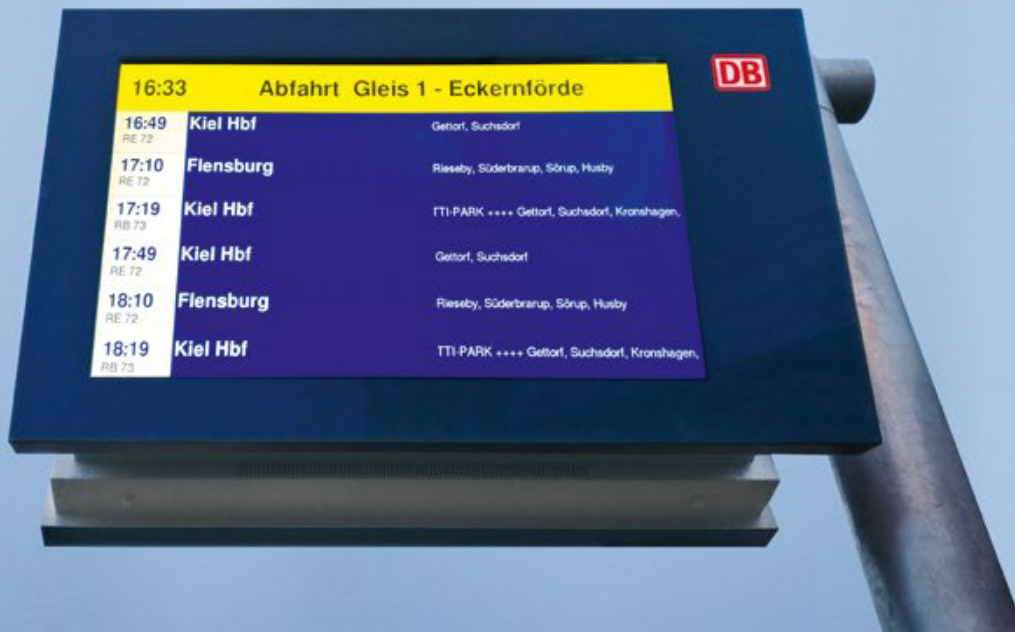 DB
16:33 Abfahrt Gleis 1 - Eckernförde
16:49 Kiel Hbf Gettorf, Suchsdorf
RE 72
17:10 Flensburg Rieseby, Süderbrarup, Sörup, Husby
RE 72
17:19 Kiel Hbf TTI-PARK ++++ Gettorf, Suchsdorf, Kronshagen,
RB 73
17:49 Kiel Hbf Gettorf, Suchsdorf
RE 72
18:10 Flensburg Rieseby, Süderbrarup, Sörup, Husby
RE 72
18:19 Kiel Hbf TTI-PARK ++++ Gettorf, Suchsdorf, Kronshagen,
RB 73